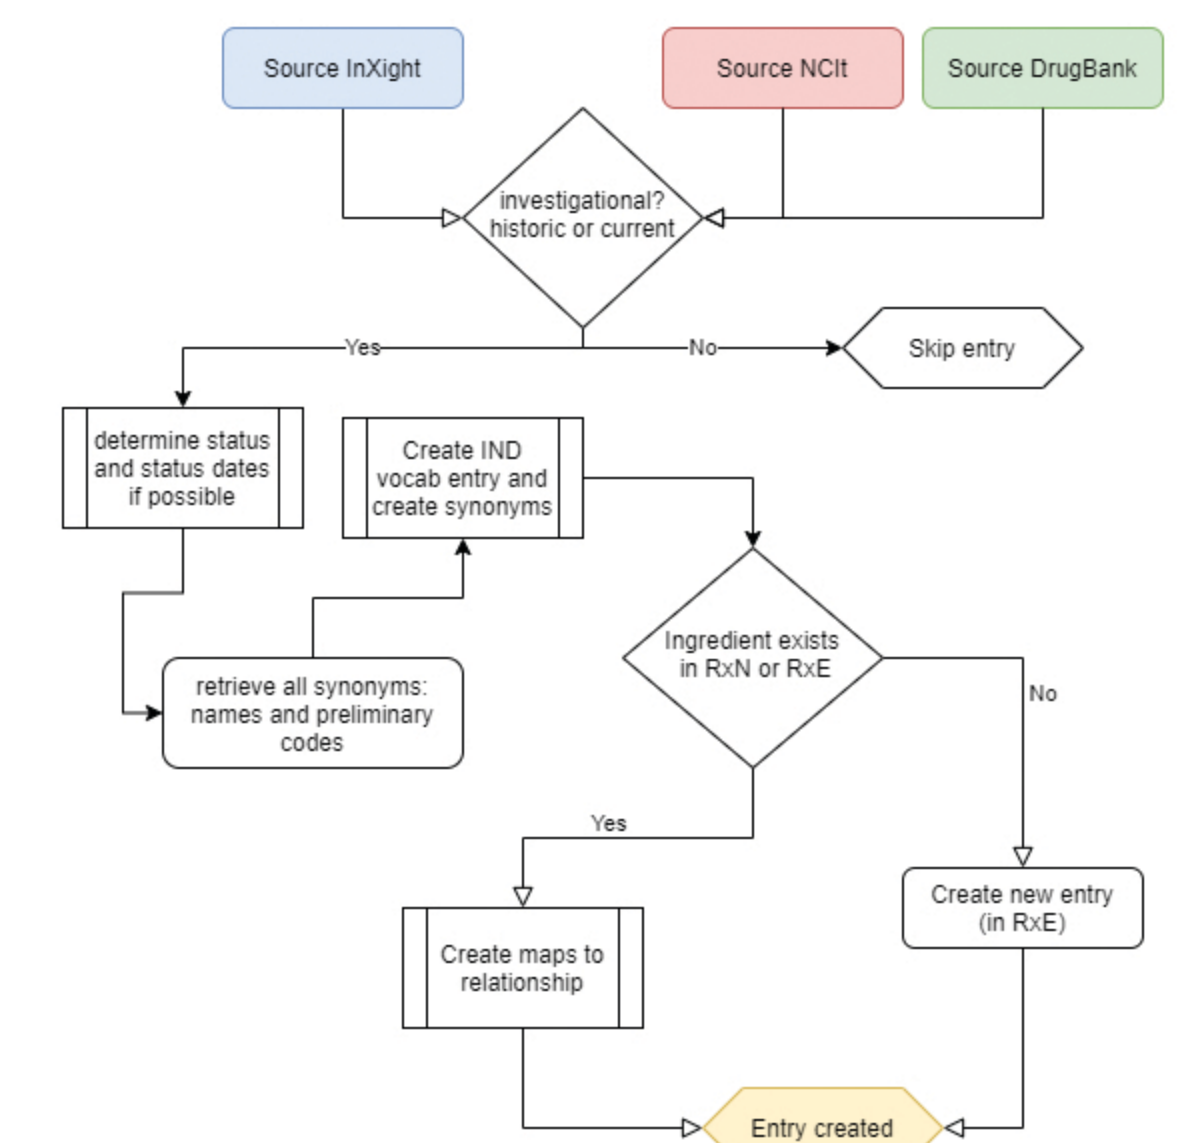 Source InXight
Source NCIt
Source DrugBank
investigational?
historic or current
Yes
No
Skip entry
determine status
and status dates
if possible
Create IND
vocab entry and
create synonyms
Ingredient exists
in RxN or RxE
No
retrieve all synonyms:
names and preliminary
codes
Yes
Create new entry
(in RxE)
Create maps to
relationship
Entry created